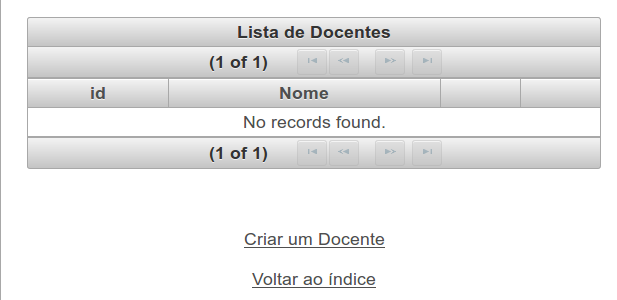 Lista de Docentes
(1 of 1)
id Nome
No records found.
(1 of 1)
Criar um Docente
Voltar ao índice